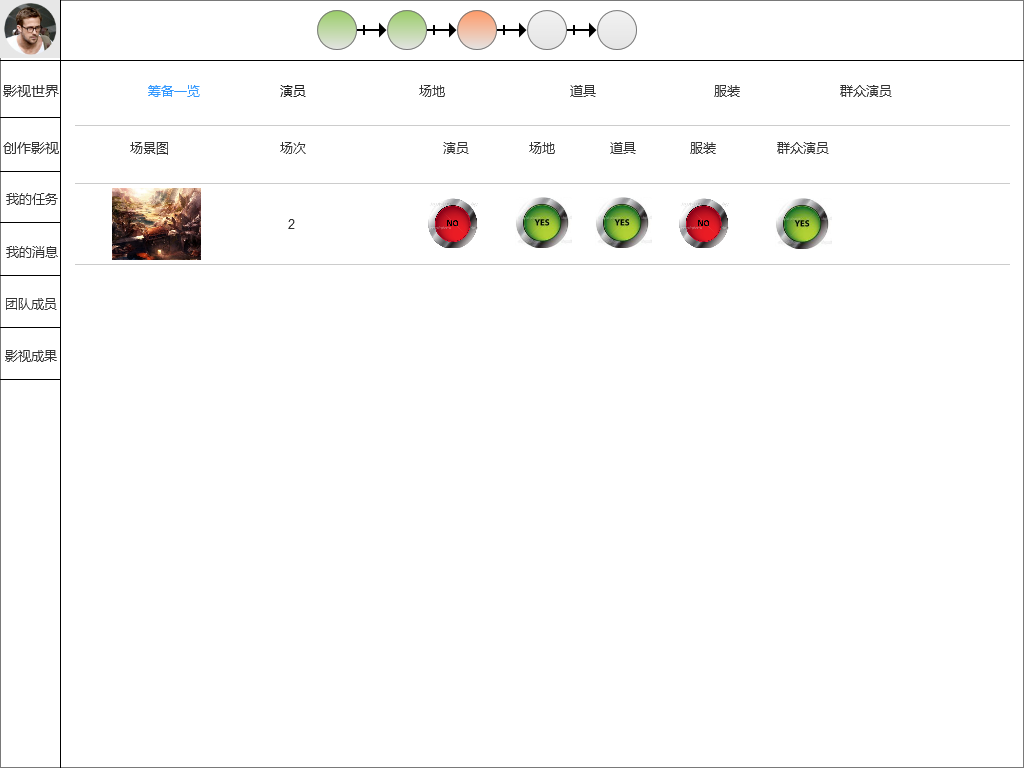 影视世界
创作影视
我的任务
我的消息
团队成员
影视成果
筹备一览 演员 场地 道具 服装 群众演员
场景图 场次 演员 场地 道具 服装 群众演员
2 NO YES YES NO YES